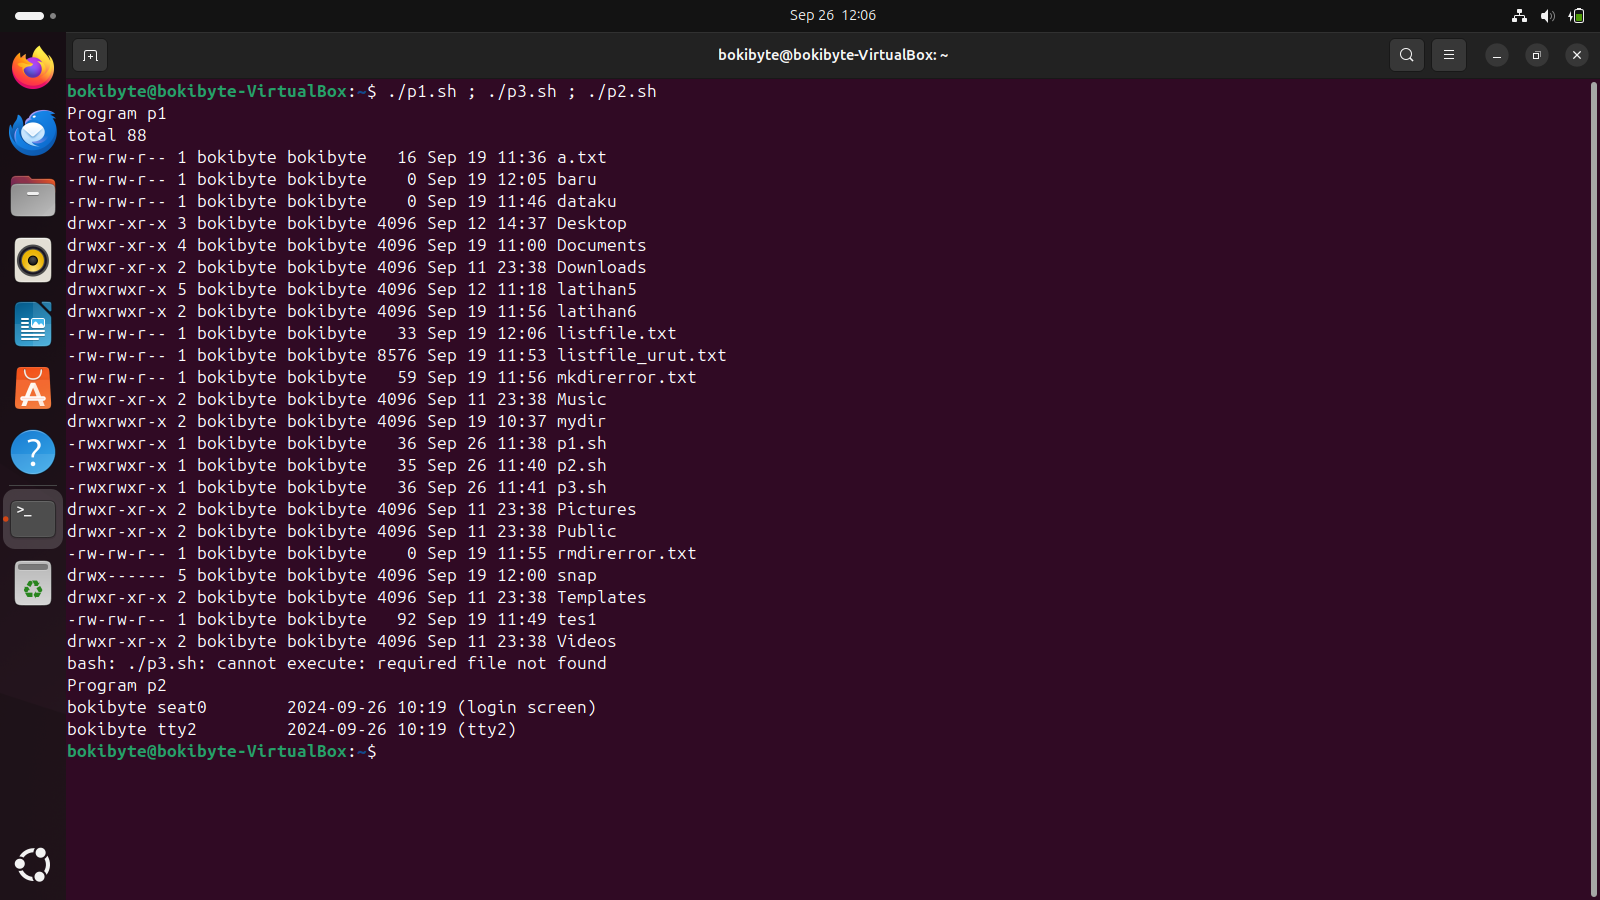 Sep 26  12:06
bokibyte@bokibyte-VirtualBox: ~
bokibyte@bokibyte-VirtualBox:~$ ./p1.sh ; ./p3.sh ; ./p2.sh
Program p1
total 88
-rw-rw-r-- 1 bokibyte bokibyte   16 Sep 19 11:36 a.txt
-rw-rw-r-- 1 bokibyte bokibyte    0 Sep 19 12:05 baru
-rw-rw-r-- 1 bokibyte bokibyte    0 Sep 19 11:46 dataku
drwxr-xr-x 3 bokibyte bokibyte 4096 Sep 12 14:37 Desktop
drwxr-xr-x 4 bokibyte bokibyte 4096 Sep 19 11:00 Documents
drwxr-xr-x 2 bokibyte bokibyte 4096 Sep 11 23:38 Downloads
drwxrwxr-x 5 bokibyte bokibyte 4096 Sep 12 11:18 latihan5
drwxrwxr-x 2 bokibyte bokibyte 4096 Sep 19 11:56 latihan6
-rw-rw-r-- 1 bokibyte bokibyte   33 Sep 19 12:06 listfile.txt
-rw-rw-r-- 1 bokibyte bokibyte 8576 Sep 19 11:53 listfile_urut.txt
-rw-rw-r-- 1 bokibyte bokibyte   59 Sep 19 11:56 mkdirerror.txt
drwxr-xr-x 2 bokibyte bokibyte 4096 Sep 11 23:38 Music
drwxrwxr-x 2 bokibyte bokibyte 4096 Sep 19 10:37 mydir
-rwxrwxr-x 1 bokibyte bokibyte   36 Sep 26 11:38 p1.sh
-rwxrwxr-x 1 bokibyte bokibyte   35 Sep 26 11:40 p2.sh
-rwxrwxr-x 1 bokibyte bokibyte   36 Sep 26 11:41 p3.sh
drwxr-xr-x 2 bokibyte bokibyte 4096 Sep 11 23:38 Pictures
drwxr-xr-x 2 bokibyte bokibyte 4096 Sep 11 23:38 Public
-rw-rw-r-- 1 bokibyte bokibyte    0 Sep 19 11:55 rmdirerror.txt
drwx------ 5 bokibyte bokibyte 4096 Sep 19 12:00 snap
drwxr-xr-x 2 bokibyte bokibyte 4096 Sep 11 23:38 Templates
-rw-rw-r-- 1 bokibyte bokibyte   92 Sep 19 11:49 tes1
drwxr-xr-x 2 bokibyte bokibyte 4096 Sep 11 23:38 Videos
bash: ./p3.sh: cannot execute: required file not found
Program p2
bokibyte seat0        2024-09-26 10:19 (login screen)
bokibyte tty2         2024-09-26 10:19 (tty2)
bokibyte@bokibyte-VirtualBox:~$